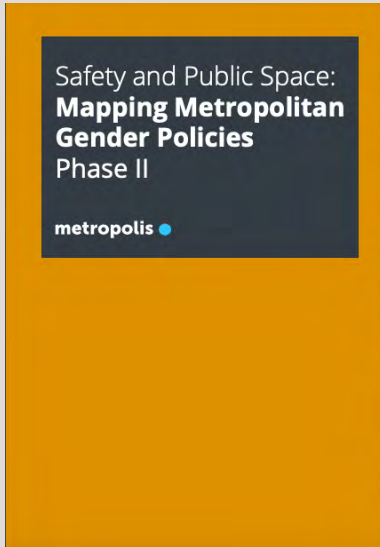 Safety and Public Space:
Mapping Metropolitan
Gender Policies
Phase II
metropolis